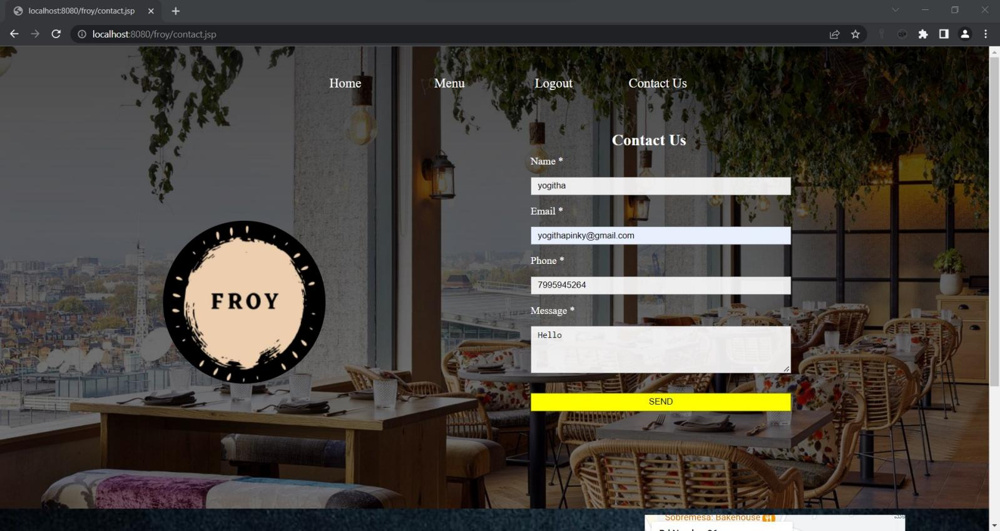 localhost:8080/froy/contact.jsp
localhost:8080/froy/contact.jsp
Home Menu Logout Contact Us
Contact Us
Name *
yogitha
Email *
yogithapinky@gmail.com
Phone *
7995945264
Message *
Hello
FROY
SEND
Sobremesa: Bakehouse